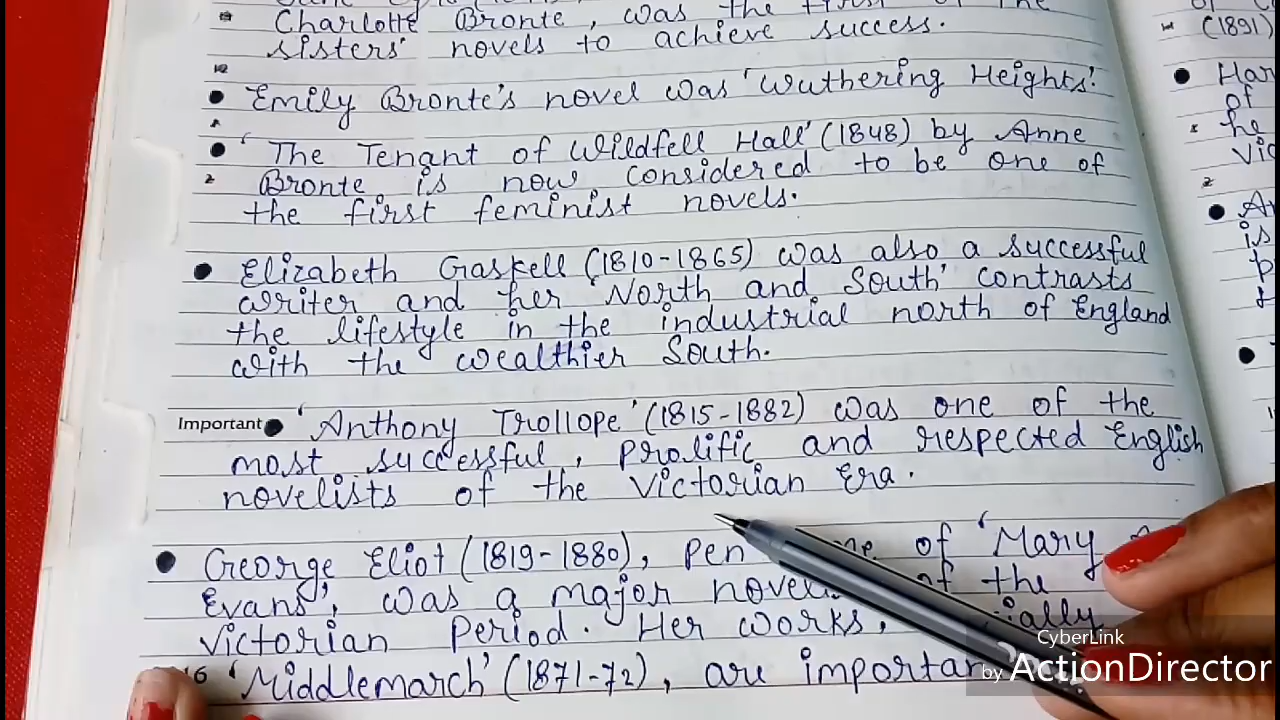 Charlotte Bronte, was the first of the
sisters' novels to achieve success.
Emily Bronte's novel was 'Wuthering Heights'.
'The Tenant of Wildfell Hall' (1848) by Anne
Bronte is now considered to be one of
the first feminist novels.
Elizabeth Gaskell (1810-1865) was also a successful
writer and her 'North and South' contrasts
the lifestyle in the industrial north of England
with the wealthier South.
Important 'Anthony Trollope' (1815-1882) was one of the
most successful, prolific and respected English
novelists of the Victorian Era.
George Eliot (1819-1880), pen of 'Mary
Evans', was a major of the
Victorian Period. Her works,
'Middlemarch' (1871-72), are
(1891)
of
he
is
CyberLink
by ActionDirector